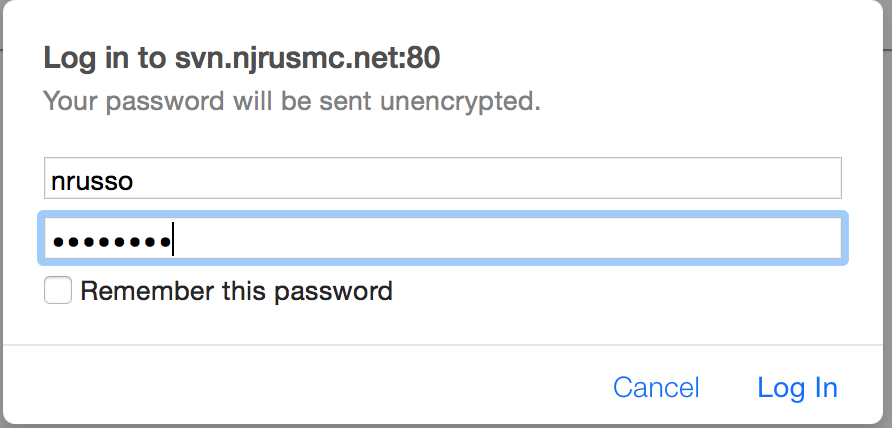 Log in to svn.njrusmc.net:80
Your password will be sent unencrypted.
nrusso
••••••••
Remember this password
Cancel Log In